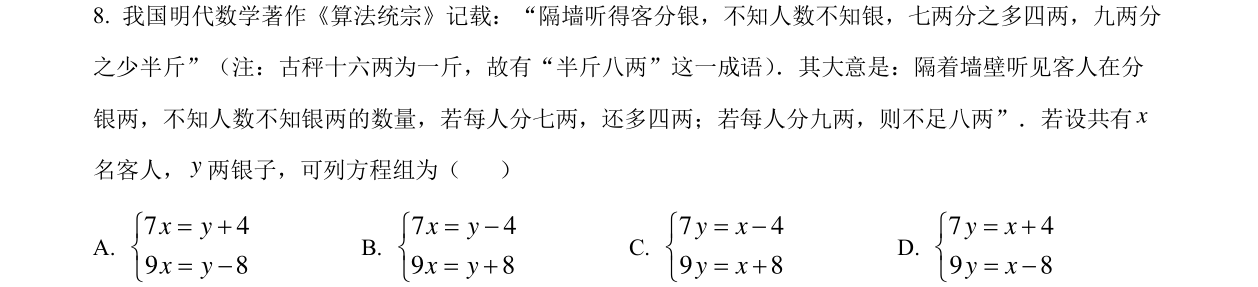 8. 我国明代数学著作《算法统宗》记载：“隔墙听得客分银，不知人数不知银，七两分之多四两，九两分
之少半斤”（注：古秤十六两为一斤，故有“半斤八两”这一成语）．其大意是：隔着墙壁听见客人在分
银两，不知人数不知银两的数量，若每人分七两，还多四两；若每人分九两，则不足八两”．若设共有 x
名客人， y 两银子，可列方程组为（　　）
A. {7x = y + 4 B. {7x = y − 4 C. {7y = x − 4 D. {7y = x + 4
9x = y − 8 9x = y + 8 9y = x + 8 9y = x − 8